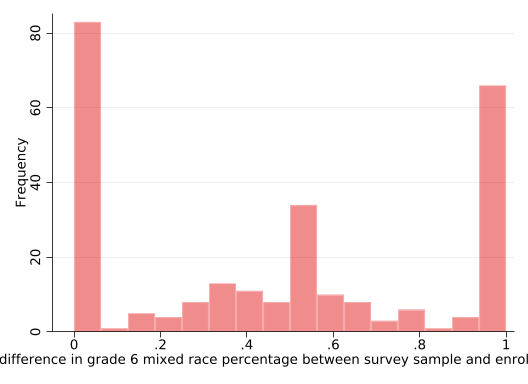 80
60
40
20
0
Frequency
0 .2 .4 .6 .8 1
difference in grade 6 mixed race percentage between survey sample and